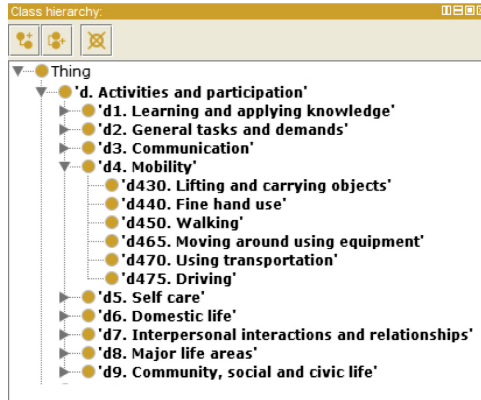 Class hierarchy:
Thing
'd. Activities and participation'
'd1. Learning and applying knowledge'
'd2. General tasks and demands'
'd3. Communication'
'd4. Mobility'
'd430. Lifting and carrying objects'
'd440. Fine hand use'
'd450. Walking'
'd465. Moving around using equipment'
'd470. Using transportation'
'd475. Driving'
'd5. Self care'
'd6. Domestic life'
'd7. Interpersonal interactions and relationships'
'd8. Major life areas'
'd9. Community, social and civic life'